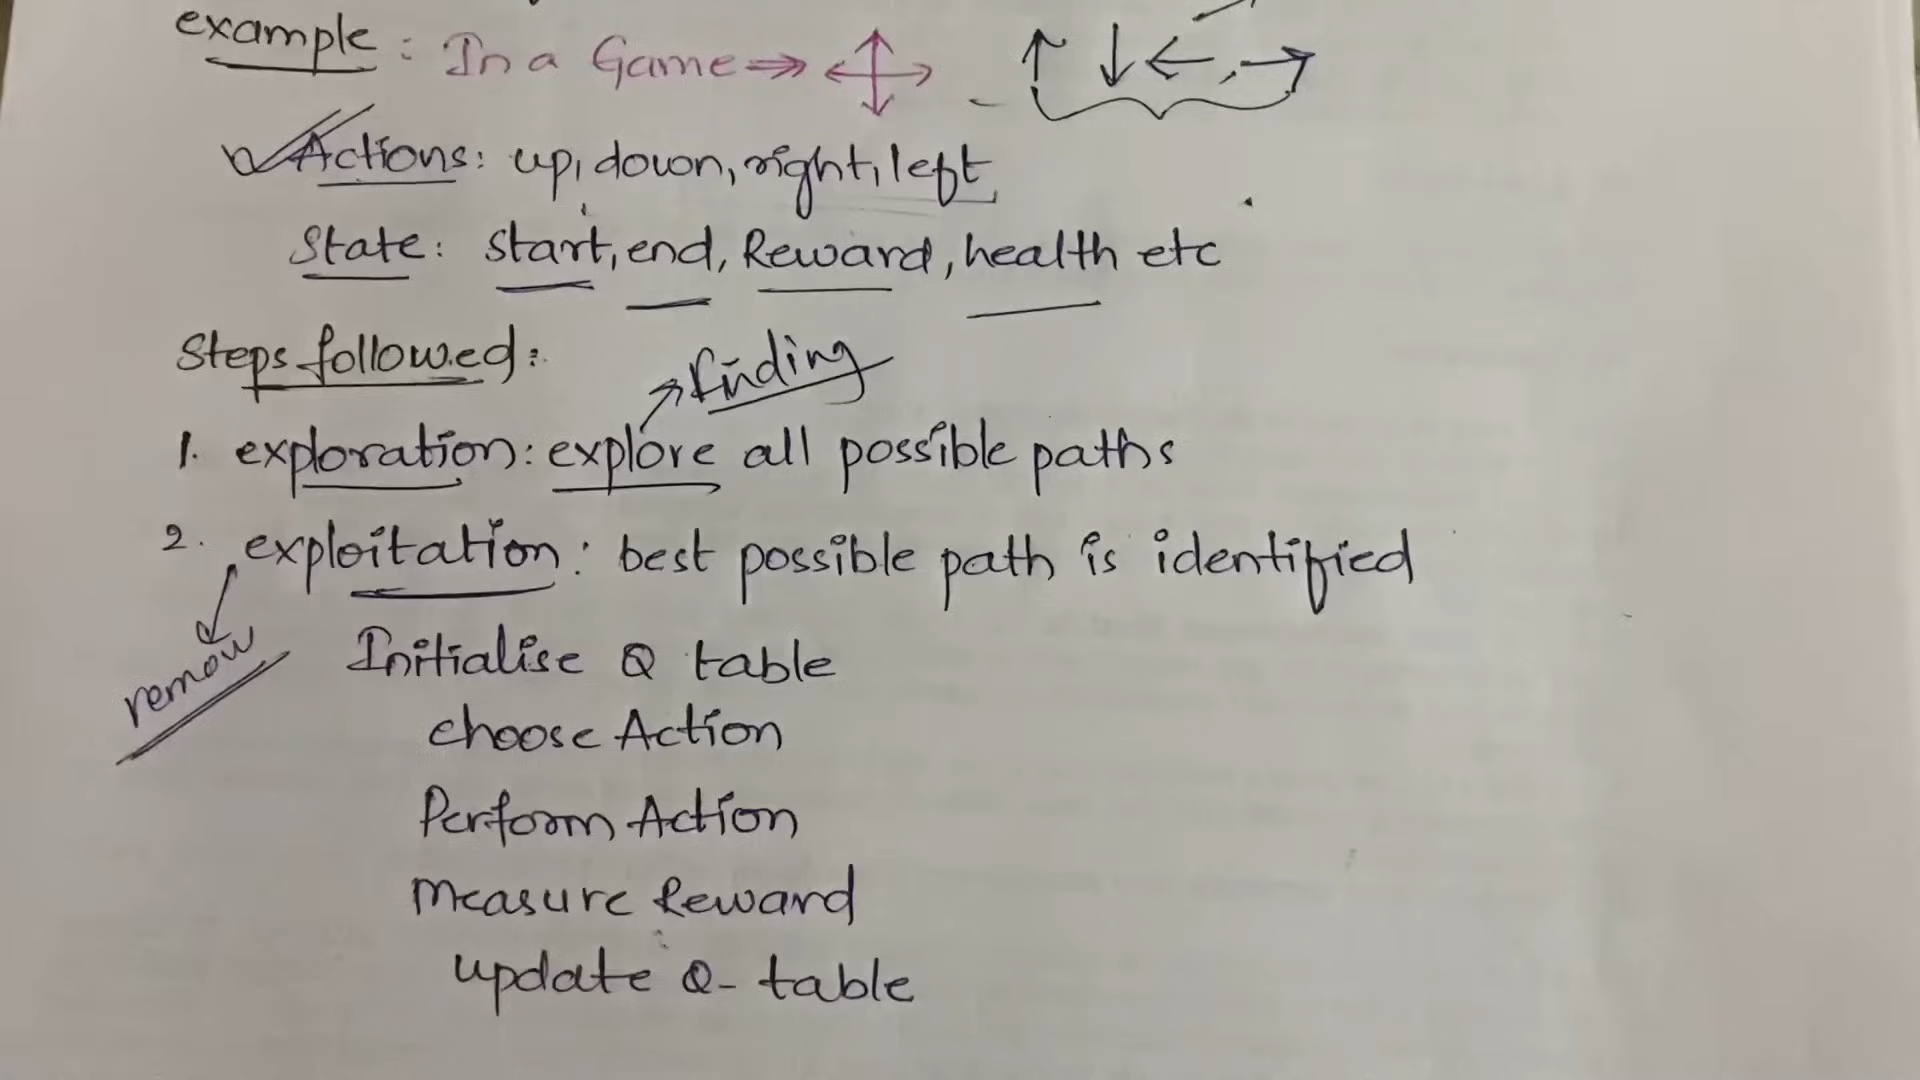 example : In a Game ⇒
Actions: up, down, right, left
State: start, end, Reward, health etc
Steps followed:
finding
1. exploration: explore all possible paths
2. exploitation: best possible path is identified
Initialise Q table
choose Action
Perform Action
Measure Reward
update Q-table